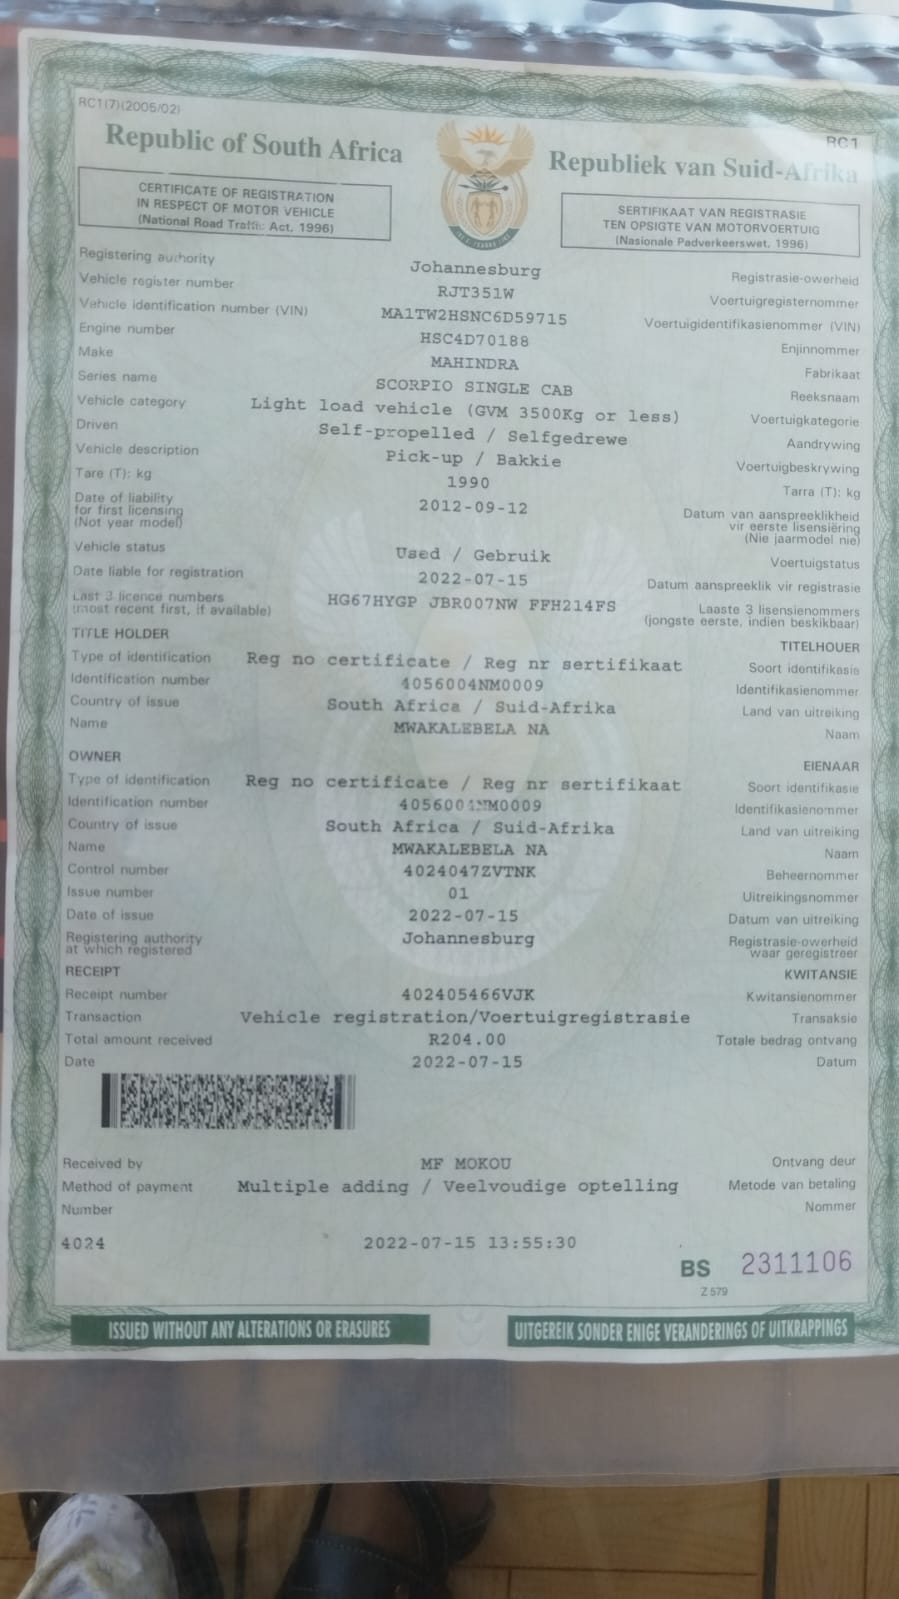 RC1(7)(2005/02)
RC1
Republic of South Africa
Republiek van Suid-Afrika
CERTIFICATE OF REGISTRATION
IN RESPECT OF MOTOR VEHICLE
(National Road Traffic Act, 1996)
SERTIFIKAAT VAN REGISTRASIE
TEN OPSIGTE VAN MOTORVOERTUIG
(Nasionale Padverkeerswet, 1996)
Registering authority Johannesburg Registrasie-owerheid
Vehicle register number RJT351W Voertuigregisternommer
Vehicle identification number (VIN) MA1TW2HSNC6D59715 Voertuigidentifikasienommer (VIN)
Engine number HSC4D70188 Enjinnommer
Make MAHINDRA Fabrikaat
Series name SCORPIO SINGLE CAB Reeksnaam
Vehicle category Light load vehicle (GVM 3500Kg or less) Voertuigkategorie
Driven Self-propelled / Selfgedrewe Aandrywing
Vehicle description Pick-up / Bakkie Voertuigbeskrywing
Tare (T): kg 1990 Tarra (T): kg
Date of liability 2012-09-12 Datum van aanspreeklikheid
for first licensing vir eerste lisensiëring
(Not year model) (Nie jaarmodel nie)
Vehicle status Used / Gebruik Voertuigstatus
Date liable for registration 2022-07-15 Datum aanspreeklik vir registrasie
Last 3 licence numbers HG67HYGP JBR007NW FFH214FS Laaste 3 lisensienommers
(most recent first, if available) (jongste eerste, indien beskikbaar)
TITLE HOLDER TITELHOUER
Type of identification Reg no certificate / Reg nr sertifikaat Soort identifikasie
Identification number 4056004NM0009 Identifikasienommer
Country of issue South Africa / Suid-Afrika Land van uitreiking
Name MWAKALEBELA NA Naam
OWNER EIENAAR
Type of identification Reg no certificate / Reg nr sertifikaat Soort identifikasie
Identification number 4056004NM0009 Identifikasienommer
Country of issue South Africa / Suid-Afrika Land van uitreiking
Name MWAKALEBELA NA Naam
Control number 4024047ZVTNK Beheernommer
Issue number 01 Uitreikingsnommer
Date of issue 2022-07-15 Datum van uitreiking
Registering authority Johannesburg Registrasie-owerheid
at which registered waar geregistreer
RECEIPT KWITANSIE
Receipt number 402405466VJK Kwitansienommer
Transaction Vehicle registration/Voertuigregistrasie Transaksie
Total amount received R204.00 Totale bedrag ontvang
Date 2022-07-15 Datum
Received by MF MOKOU Ontvang deur
Method of payment Multiple adding / Veelvoudige optelling Metode van betaling
Number Nommer
4024 2022-07-15 13:55:30
BS 2311106
Z 579
ISSUED WITHOUT ANY ALTERATIONS OR ERASURES
UITGEREIK SONDER ENIGE VERANDERINGS OF UITKRAPPINGS